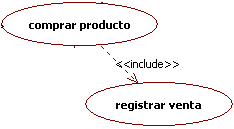 comprar producto
<<include>>
registrar venta